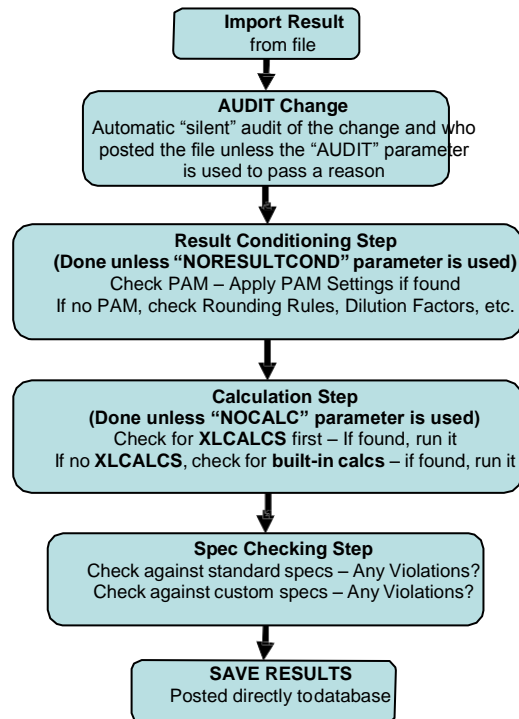 Import Result
from file
AUDIT Change
Automatic “silent” audit of the change and who
posted the file unless the “AUDIT” parameter
is used to pass a reason
Result Conditioning Step
(Done unless “NORESULTCOND” parameter is used)
Check PAM – Apply PAM Settings if found
If no PAM, check Rounding Rules, Dilution Factors, etc.
Calculation Step
(Done unless “NOCALC” parameter is used)
Check for XLCALCS first – If found, run it
If no XLCALCS, check for built-in calcs – if found, run it
Spec Checking Step
Check against standard specs – Any Violations?
Check against custom specs – Any Violations?
SAVE RESULTS
Posted directly to database